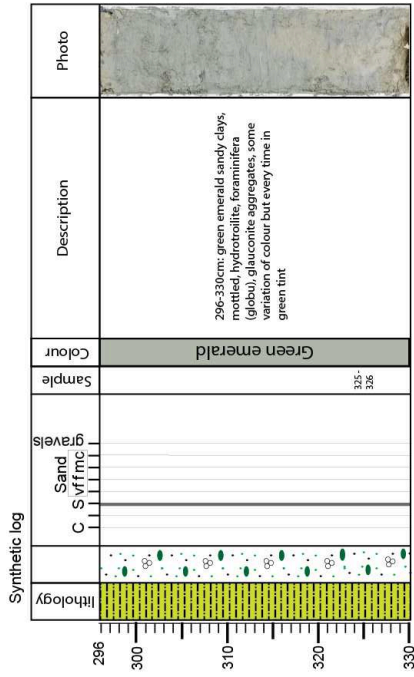 Synthetic log
lithology
C S vf f m c
Sand
gravels
Sample
Colour
Description
Photo
296
300
310
320
330
325-
326
Green emerald
296-330cm: green emerald sandy clays,
mottled, hydrotroilite, foraminifera
(globu), glauconite aggregates, some
variation of colour but every time in
green tint